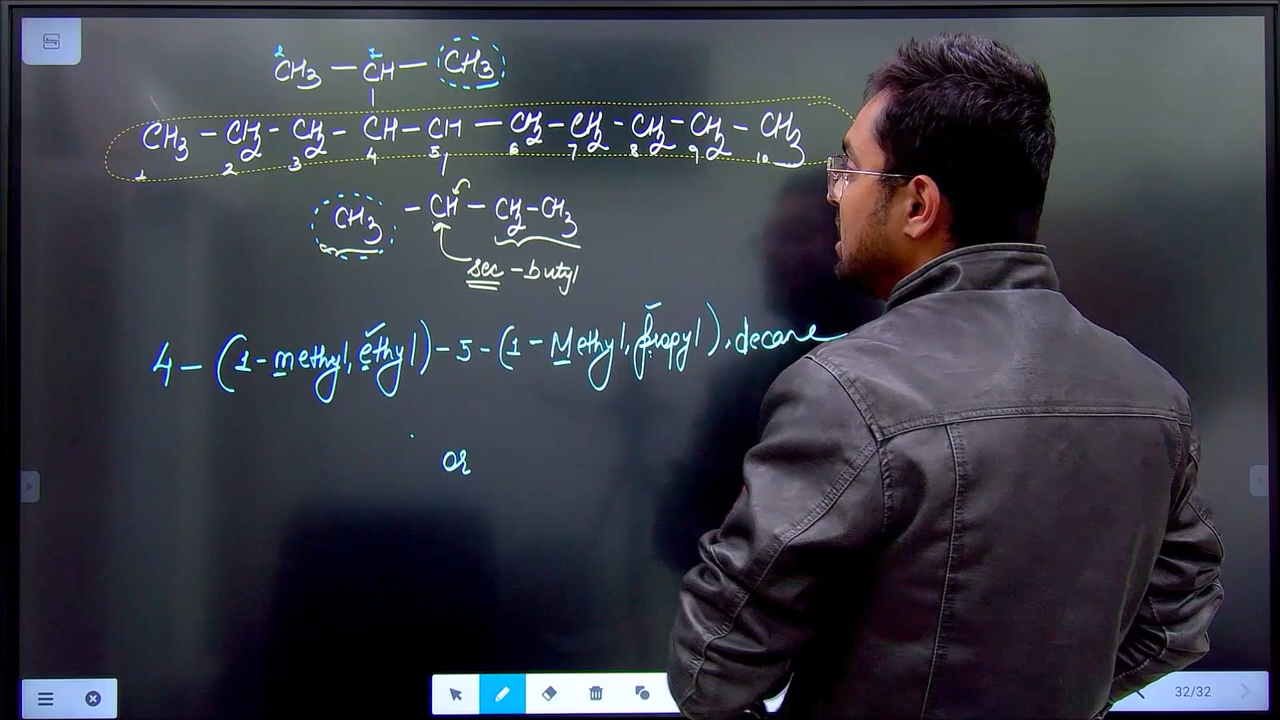 2 1
CH3 – CH – CH3
CH3 – CH2 – CH2 – CH – CH – CH2 – CH2 – CH2 – CH2 – CH3
1 2 3 4 5 6 7 8 9 10
CH3 – CH – CH2 – CH3
sec - butyl
4 – (1 - methyl, ethyl) – 5 – (1 - Methyl, propyl), decane
or
32/32